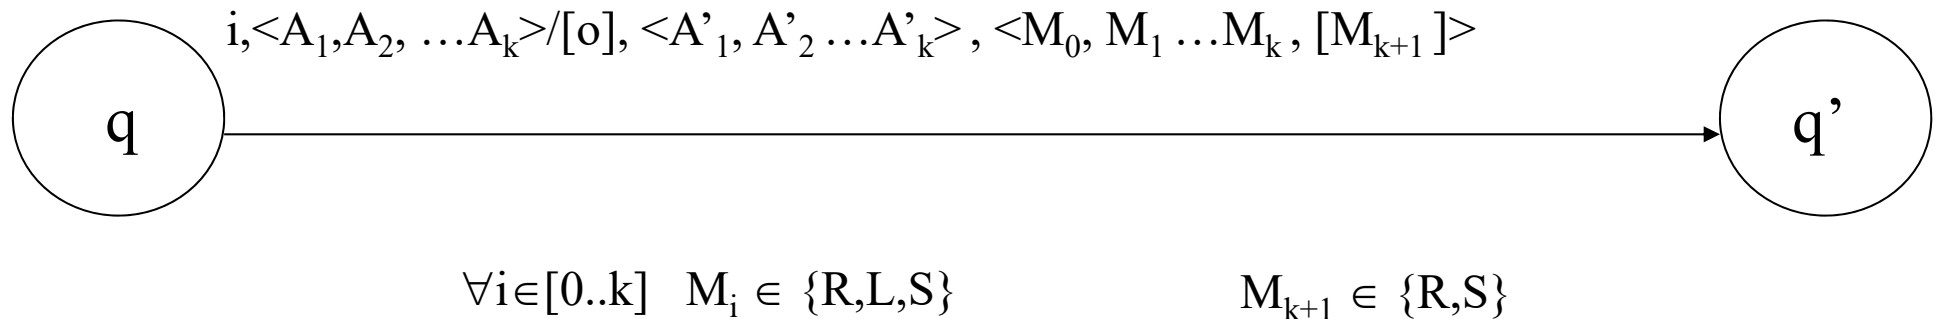 i,<A₁,A₂, …Aₖ>/[o], <A’₁, A’₂ …A’ₖ> , <M₀, M₁ …Mₖ , [Mₖ₊₁ ]>
q q’
∀i∈[0..k] Mᵢ ∈ {R,L,S} Mₖ₊₁ ∈ {R,S}